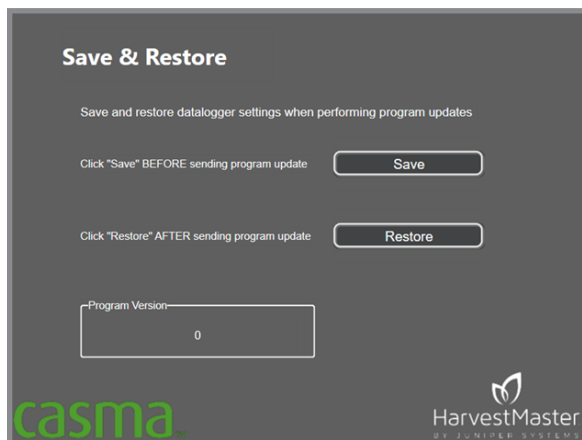 Save & Restore
Save and restore datalogger settings when performing program updates
Click "Save" BEFORE sending program update
Save
Click "Restore" AFTER sending program update
Restore
Program Version
0
casma
HarvestMaster
BY JUNIPER SYSTEMS